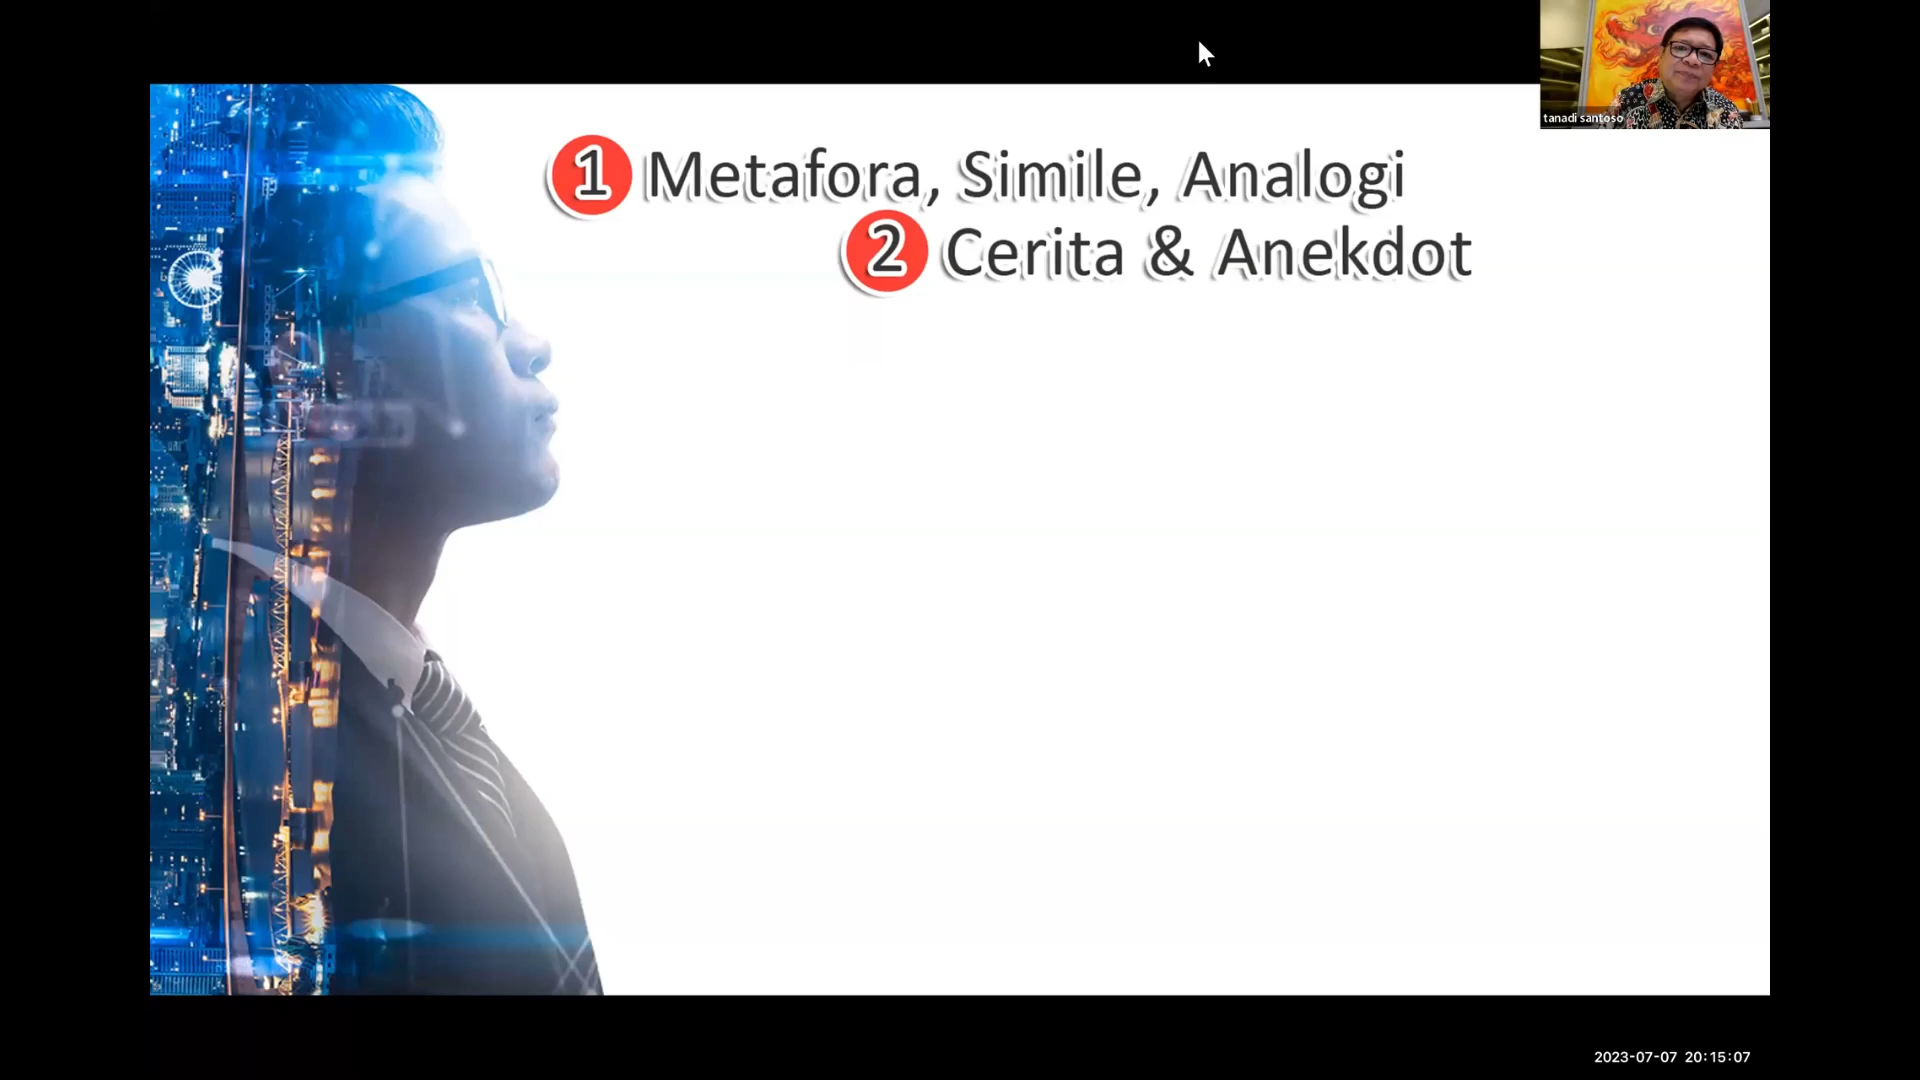 tanadi santoso
1 Metafora, Simile, Analogi
2 Cerita & Anekdot
2023-07-07 20:15:07